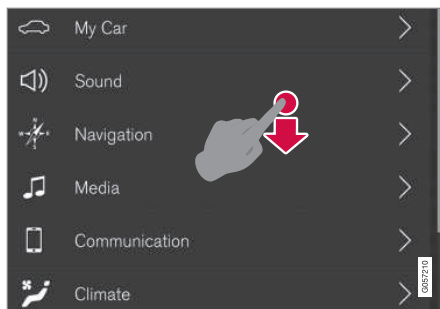 My Car
Sound
Navigation
Media
Communication
Climate
G057210